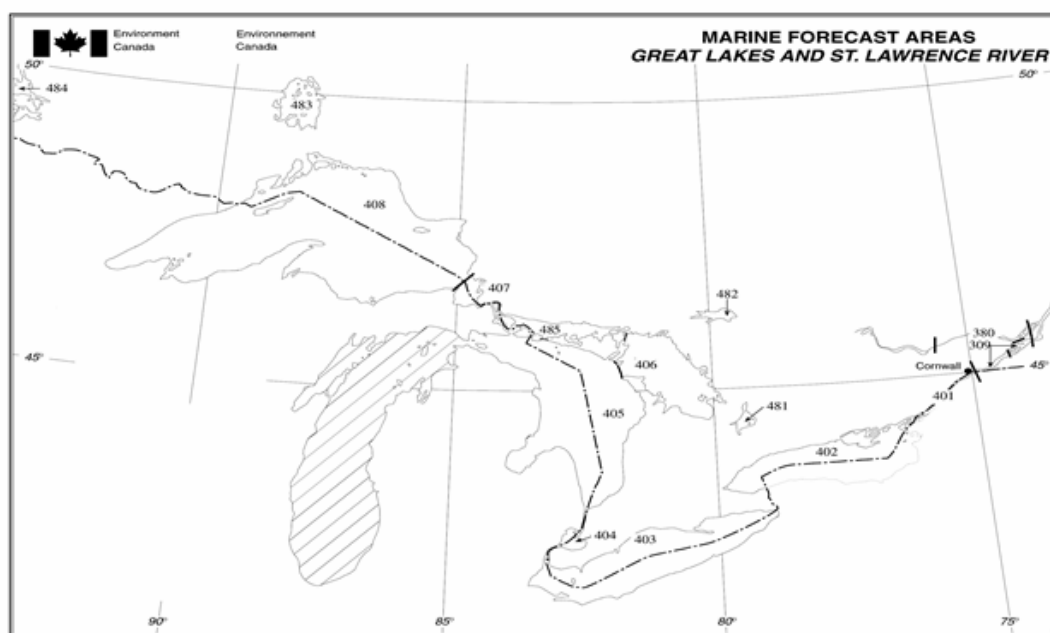 Environment Environnement
Canada Canada
MARINE FORECAST AREAS
GREAT LAKES AND ST. LAWRENCE RIVER
50° 50°
484
483
408
407
482
485
380
309
Cornwall
45° 45°
406
401
405
481
402
404
403
90° 85° 80° 75°